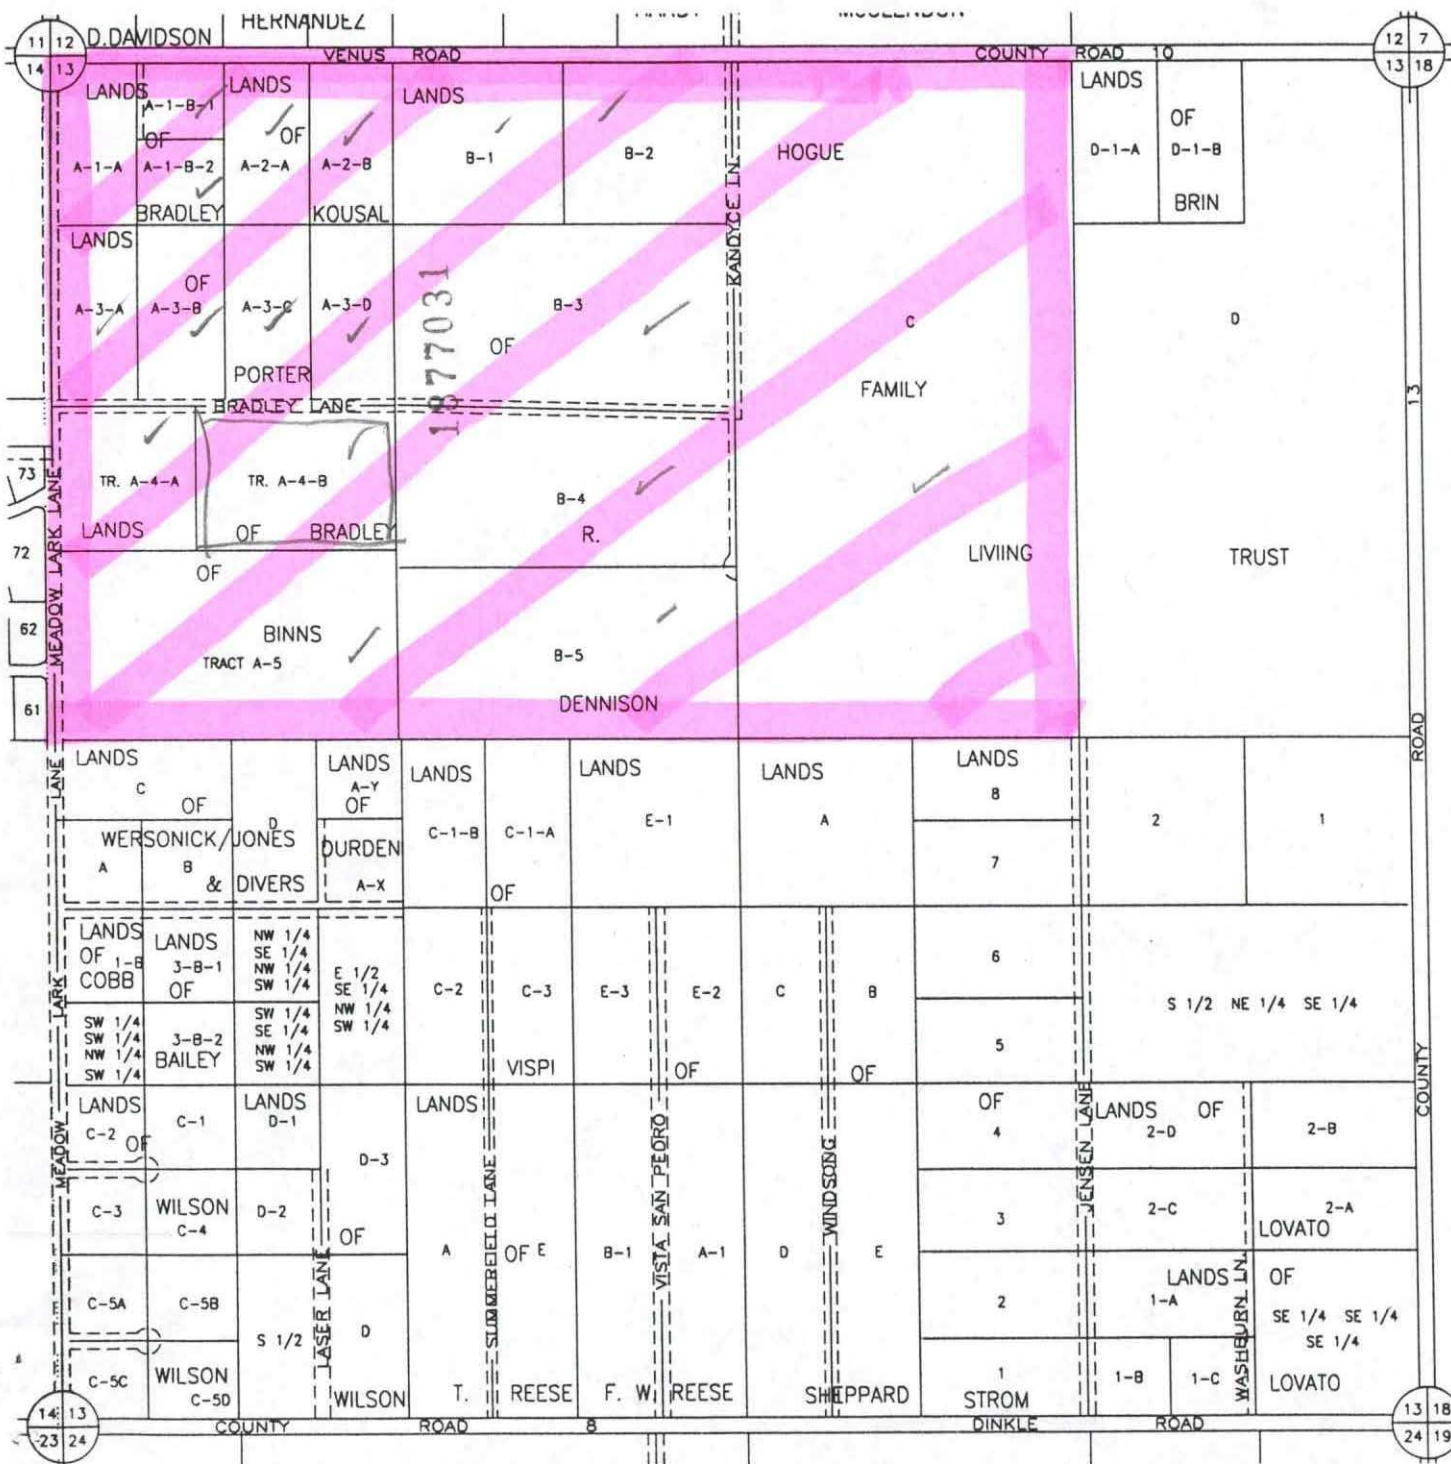 HERNANDEZ
D.DAVIDSON
11 12
14 13
12 7
13 18
VENUS ROAD
COUNTY ROAD 10
LANDS
A-1-B-1
OF
A-1-A
A-1-B-2
BRADLEY
LANDS
OF
A-2-A
A-2-B
KOUSAL
LANDS
B-1
B-2
KANDYCE LN.
HOGUE
LANDS
OF
D-1-A
D-1-B
BRIN
LANDS
OF
A-3-A
A-3-B
A-3-C
A-3-D
PORTER
1877031
B-3
OF
C
FAMILY
D
ROAD 13
BRADLEY LANE
73
TR. A-4-A
TR. A-4-B
LANDS
OF
BRADLEY
B-4
R.
LIVIING
TRUST
72
62
61
MEADOW LARK LANE
OF
BINNS
TRACT A-5
B-5
DENNISON
LANDS
C
OF
D
WERSONICK/JONES
A
B
& DIVERS
LANDS
A-Y
OF
DURDEN
A-X
LANDS
C-1-B
C-1-A
OF
LANDS
E-1
LANDS
A
LANDS
8
7
2
1
LANE
LARK
MEADOW
LANDS
OF 1-B
COBB
LANDS
3-B-1
OF
NW 1/4
SE 1/4
NW 1/4
SW 1/4
E 1/2
SE 1/4
NW 1/4
SW 1/4
C-2
C-3
E-3
E-2
C
B
6
S 1/2 NE 1/4 SE 1/4
SW 1/4
SW 1/4
NW 1/4
SW 1/4
3-B-2
BAILEY
SW 1/4
SE 1/4
NW 1/4
SW 1/4
VISPI
OF
OF
5
COUNTY
LANDS
C-2
OF
C-1
LANDS
D-1
D-3
LANDS
OF
4
LANDS OF
2-D
2-B
C-3
WILSON
C-4
D-2
OF
A
OF
E
B-1
A-1
D
E
3
2-C
2-A
LOVATO
SUMMERFIELD LANE
VISTA SAN PEDRO
WINDSONG
JENSEN LANE
C-5A
C-5B
S 1/2
LASER LANE
D
2
LANDS OF
1-A
WASHBURN LN.
SE 1/4 SE 1/4
SE 1/4
C-5C
WILSON
C-5D
WILSON
T. REESE
F. W. REESE
SHEPPARD
1
STROM
1-B
1-C
LOVATO
14 13
23 24
COUNTY ROAD 8
DINKLE ROAD
13 18
24 19